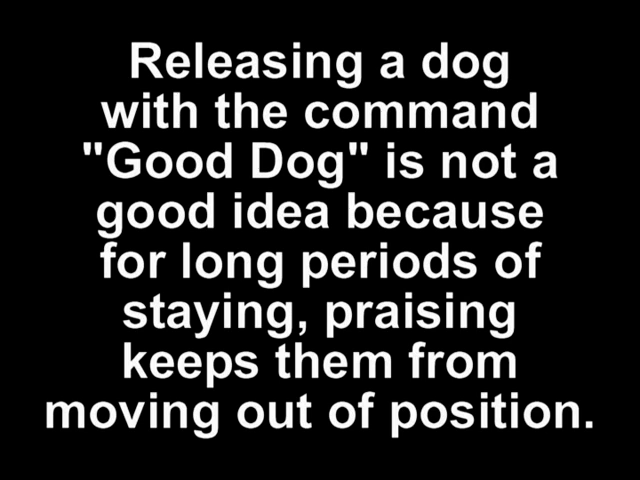 Releasing a dog
with the command
"Good Dog" is not a
good idea because
for long periods of
staying, praising
keeps them from
moving out of position.